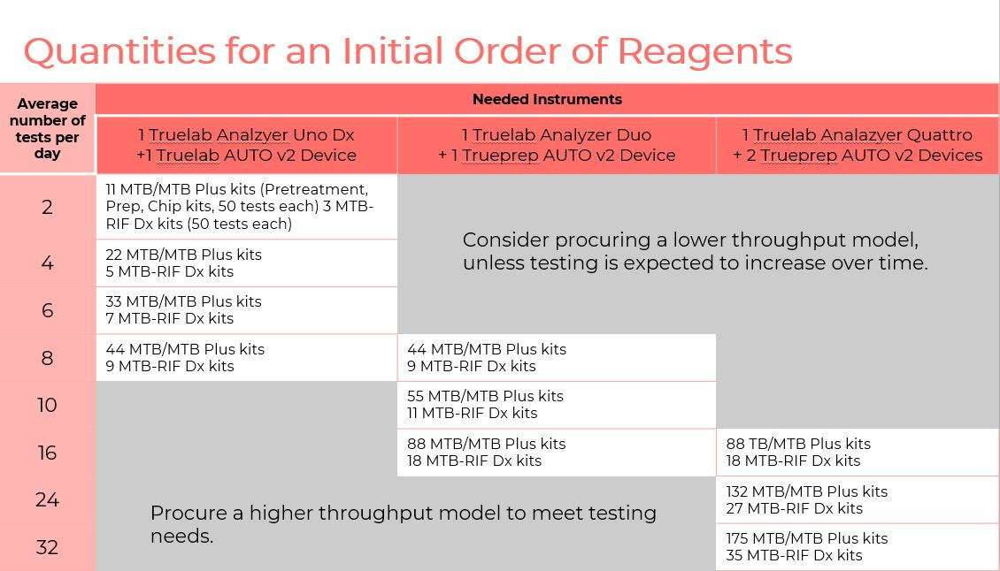 Quantities for an Initial Order of Reagents
Average
number of
tests per
day
Needed Instruments
1 Truelab Analzyer Uno Dx
+1 Truelab AUTO v2 Device
1 Truelab Analyzer Duo
+ 1 Trueprep AUTO v2 Device
1 Truelab Analazyer Quattro
+ 2 Trueprep AUTO v2 Devices
2
11 MTB/MTB Plus kits (Pretreatment,
Prep, Chip kits, 50 tests each) 3 MTB-
RIF Dx kits (50 tests each)
Consider procuring a lower throughput model,
unless testing is expected to increase over time.
4
22 MTB/MTB Plus kits
5 MTB-RIF Dx kits
6
33 MTB/MTB Plus kits
7 MTB-RIF Dx kits
8
44 MTB/MTB Plus kits
9 MTB-RIF Dx kits
44 MTB/MTB Plus kits
9 MTB-RIF Dx kits
10
55 MTB/MTB Plus kits
11 MTB-RIF Dx kits
16
88 MTB/MTB Plus kits
18 MTB-RIF Dx kits
88 TB/MTB Plus kits
18 MTB-RIF Dx kits
24
132 MTB/MTB Plus kits
27 MTB-RIF Dx kits
Procure a higher throughput model to meet testing
needs.
32
175 MTB/MTB Plus kits
35 MTB-RIF Dx kits